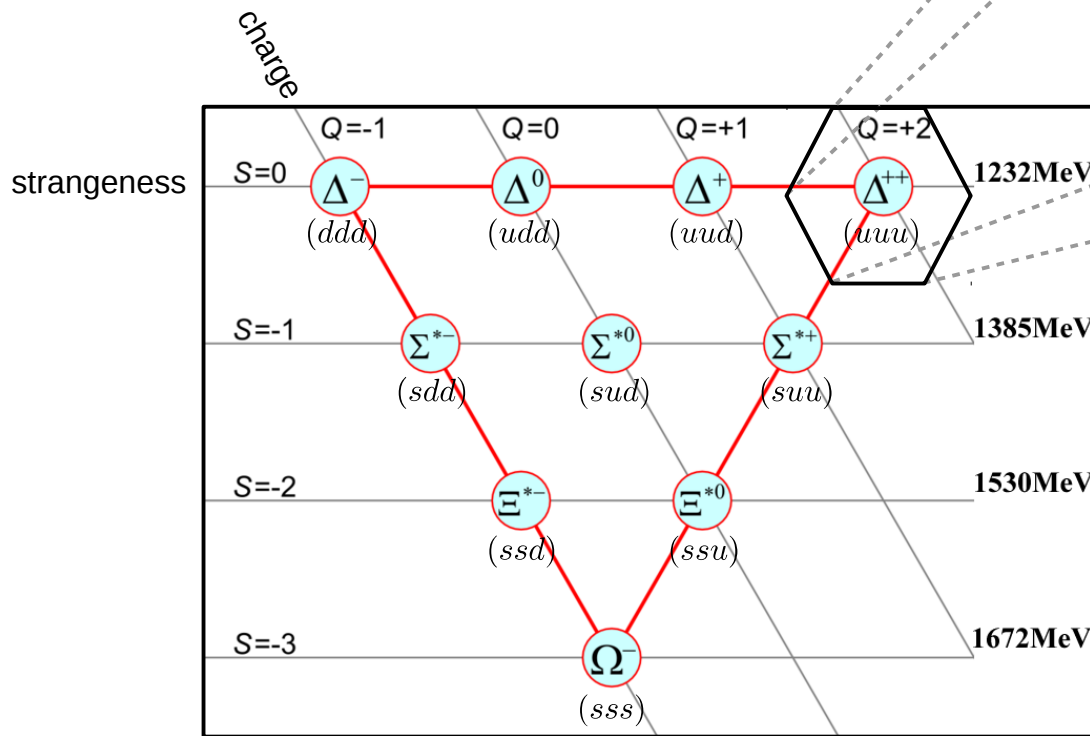 charge
Q=-1 Q=0 Q=+1 Q=+2
strangeness S=0 Δ⁻ Δ⁰ Δ⁺ Δ⁺⁺ 1232MeV
(ddd) (udd) (uud) (uuu)
S=-1 Σ*⁻ Σ*⁰ Σ*⁺ 1385MeV
(sdd) (sud) (suu)
S=-2 Ξ*⁻ Ξ*⁰ 1530MeV
(ssd) (ssu)
S=-3 Ω⁻ 1672MeV
(sss)